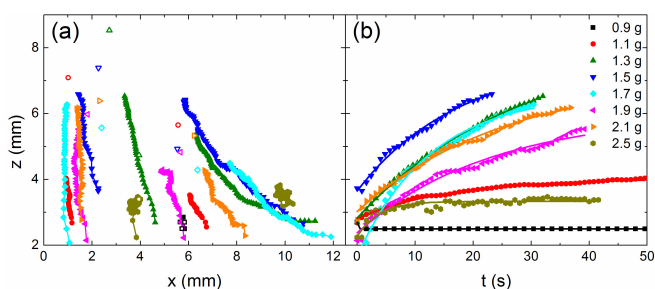 (a)
(b)
0.9 g
1.1 g
1.3 g
1.5 g
1.7 g
1.9 g
2.1 g
2.5 g
z (mm)
8
6
4
2
0 2 4 6 8 10 12
x (mm)
0 10 20 30 40 50
t (s)